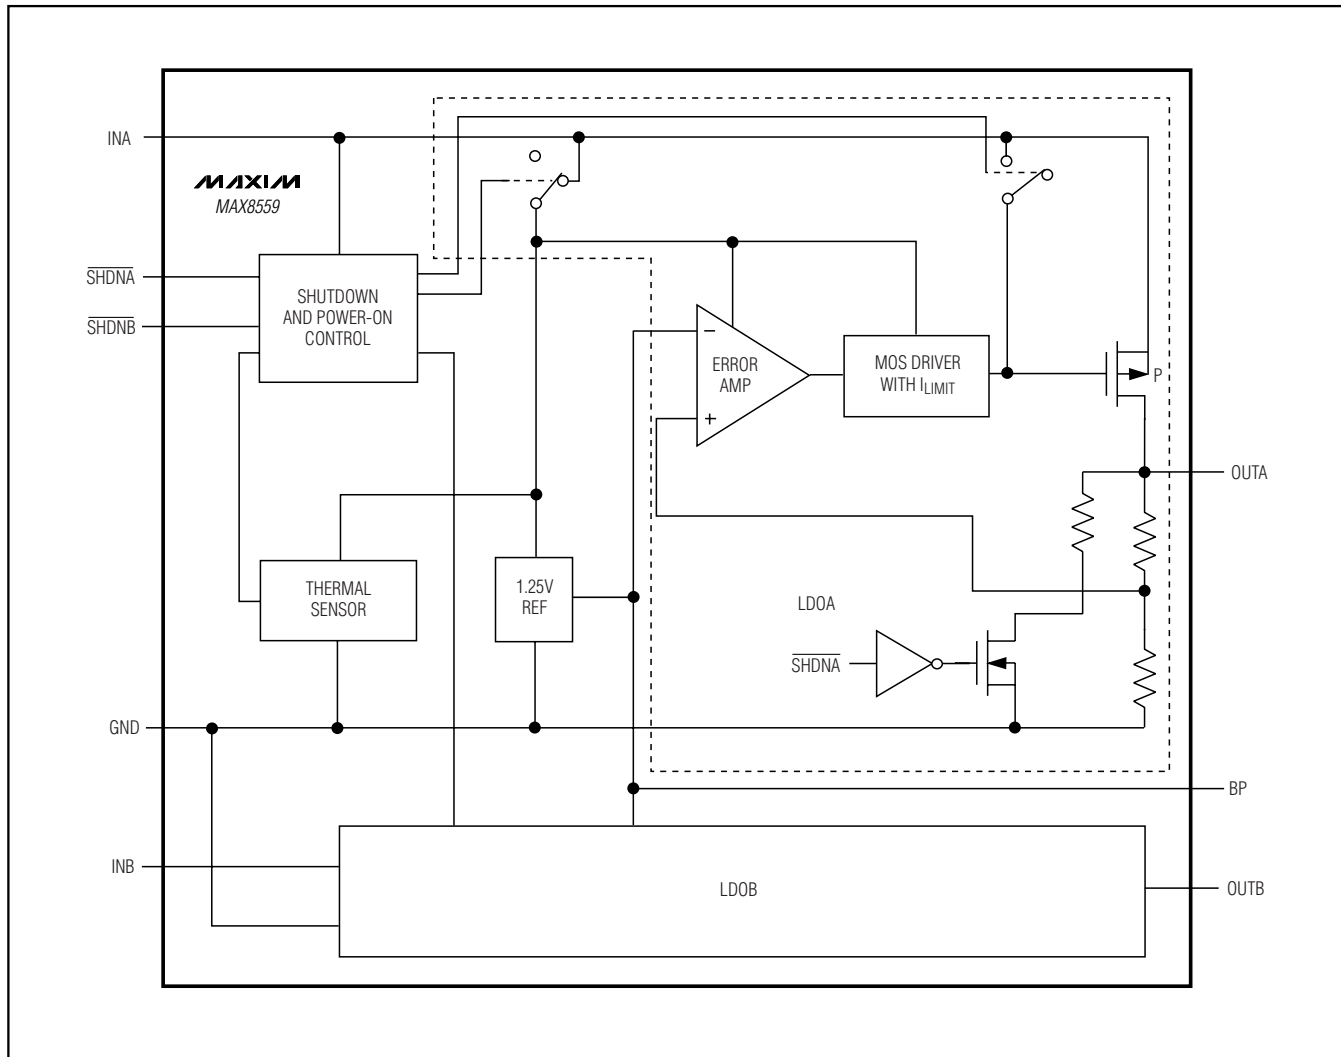 INA
MAXIM
MAX8559
SHDNA
SHDNB
SHUTDOWN
AND POWER-ON
CONTROL
−
ERROR
AMP
+
MOS DRIVER
WITH ILIMIT
P
OUTA
THERMAL
SENSOR
1.25V
REF
LDOA
SHDNA
GND
BP
INB
LDOB
OUTB